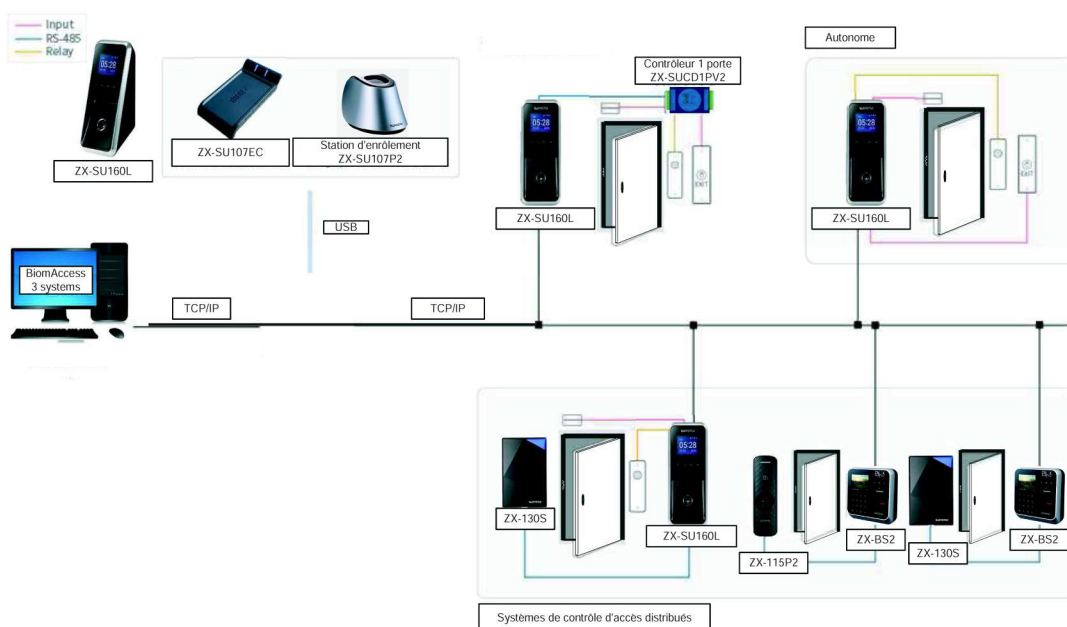 Input
RS-485
Relay
ZX-SU160L
ZX-SU107EC
Station d'enrôlement
ZX-SU107P2
USB
BiomAccess
3 systems
TCP/IP
TCP/IP
Contrôleur 1 porte
ZX-SUCD1PV2
05:28
EXIT
ZX-SU160L
Autonome
05:28
EXIT
ZX-SU160L
05:28
ZX-130S
05:28
ZX-SU160L
ZX-115P2
ZX-BS2
ZX-130S
ZX-BS2
Systèmes de contrôle d'accès distribués